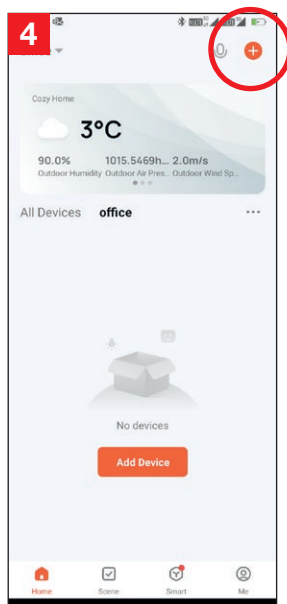 4
Cozy Home
3°C
90.0% 1015.5469h... 2.0m/s
Outdoor Humidity Outdoor Air Pres... Outdoor Wind Sp...
All Devices office ...
No devices
Add Device
Home Scene Smart Me